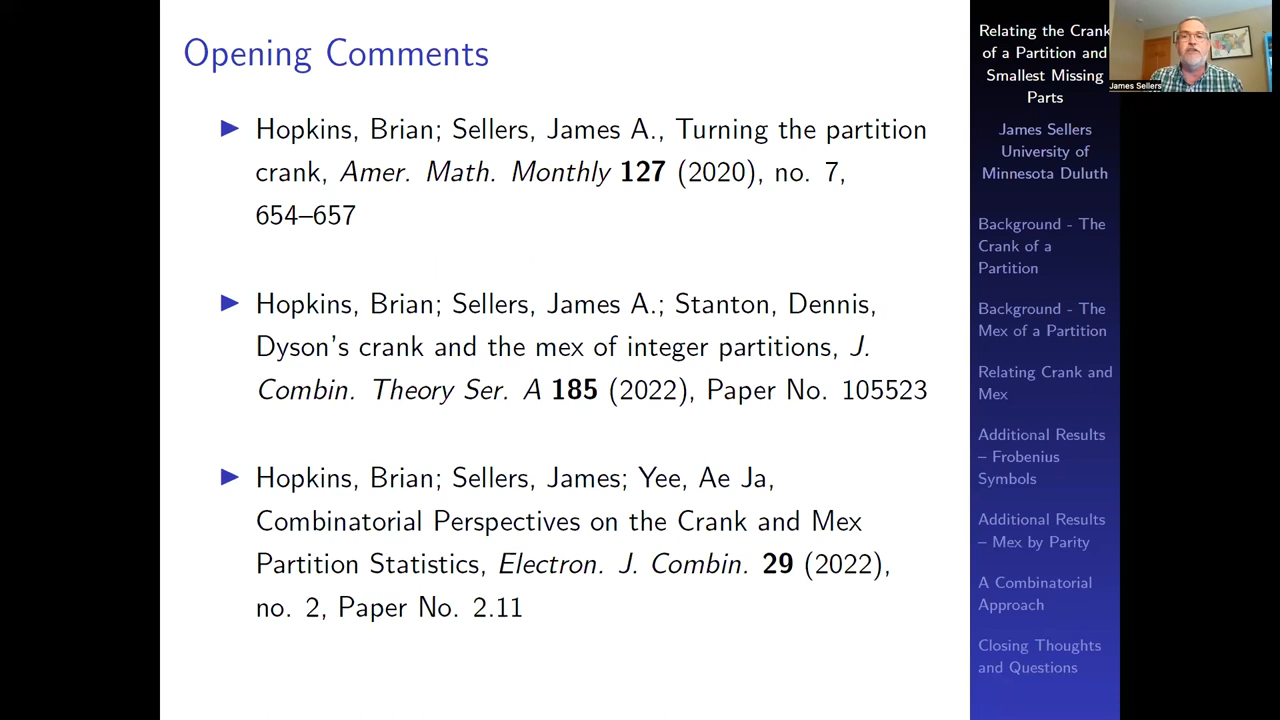 Opening Comments
Hopkins, Brian; Sellers, James A., Turning the partition
crank, Amer. Math. Monthly 127 (2020), no. 7,
654–657
Hopkins, Brian; Sellers, James A.; Stanton, Dennis,
Dyson's crank and the mex of integer partitions, J.
Combin. Theory Ser. A 185 (2022), Paper No. 105523
Hopkins, Brian; Sellers, James; Yee, Ae Ja,
Combinatorial Perspectives on the Crank and Mex
Partition Statistics, Electron. J. Combin. 29 (2022),
no. 2, Paper No. 2.11
Relating the Crank
of a Partition and
Smallest Missing
Parts
James Sellers
University of
Minnesota Duluth
Background - The
Crank of a
Partition
Background - The
Mex of a Partition
Relating Crank and
Mex
Additional Results
– Frobenius
Symbols
Additional Results
– Mex by Parity
A Combinatorial
Approach
Closing Thoughts
and Questions
James Sellers